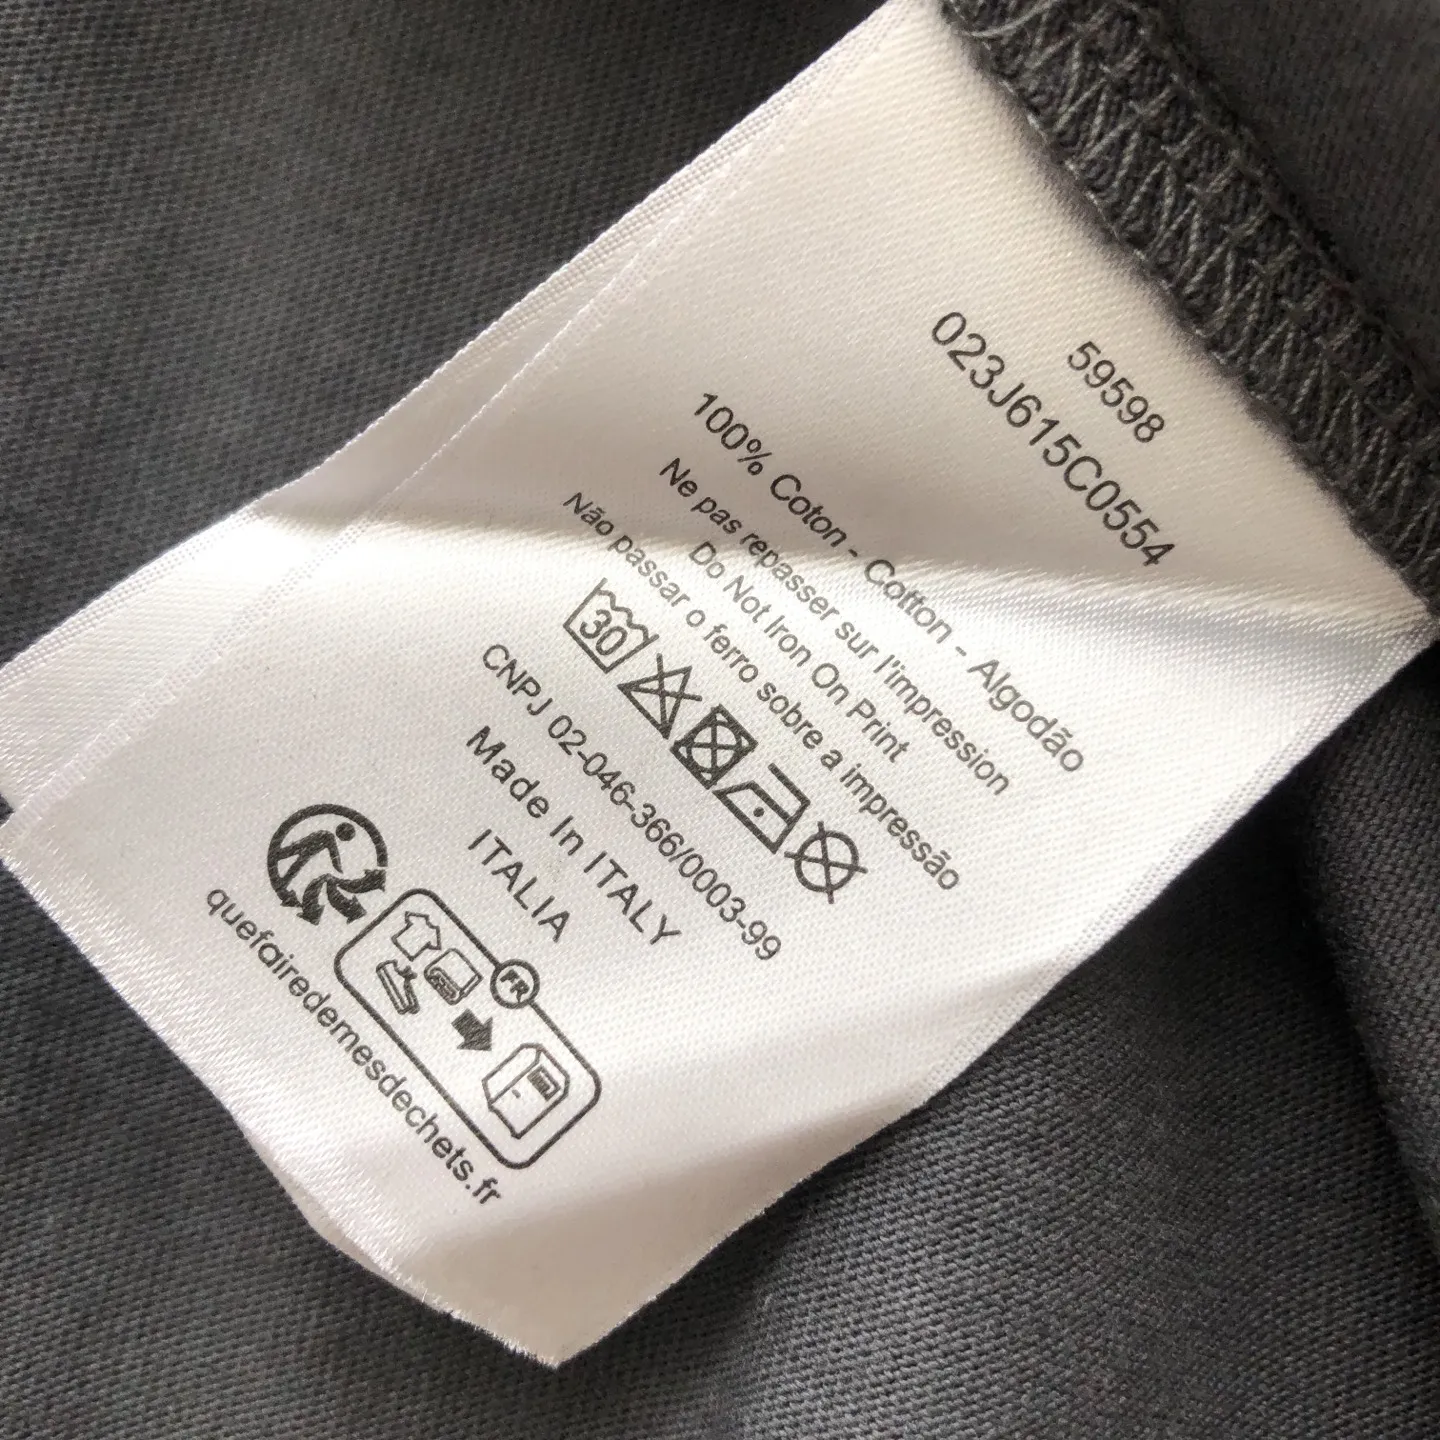 59598
023J615C0554
100% Coton - Cotton - Algodão
Ne pas repasser sur l'impression
Do Not Iron On Print
Não passar o ferro sobre a impressão
30
CNPJ 02-046-366/0003-99
Made In ITALY
ITALIA
FR
quefairedemesdechets.fr